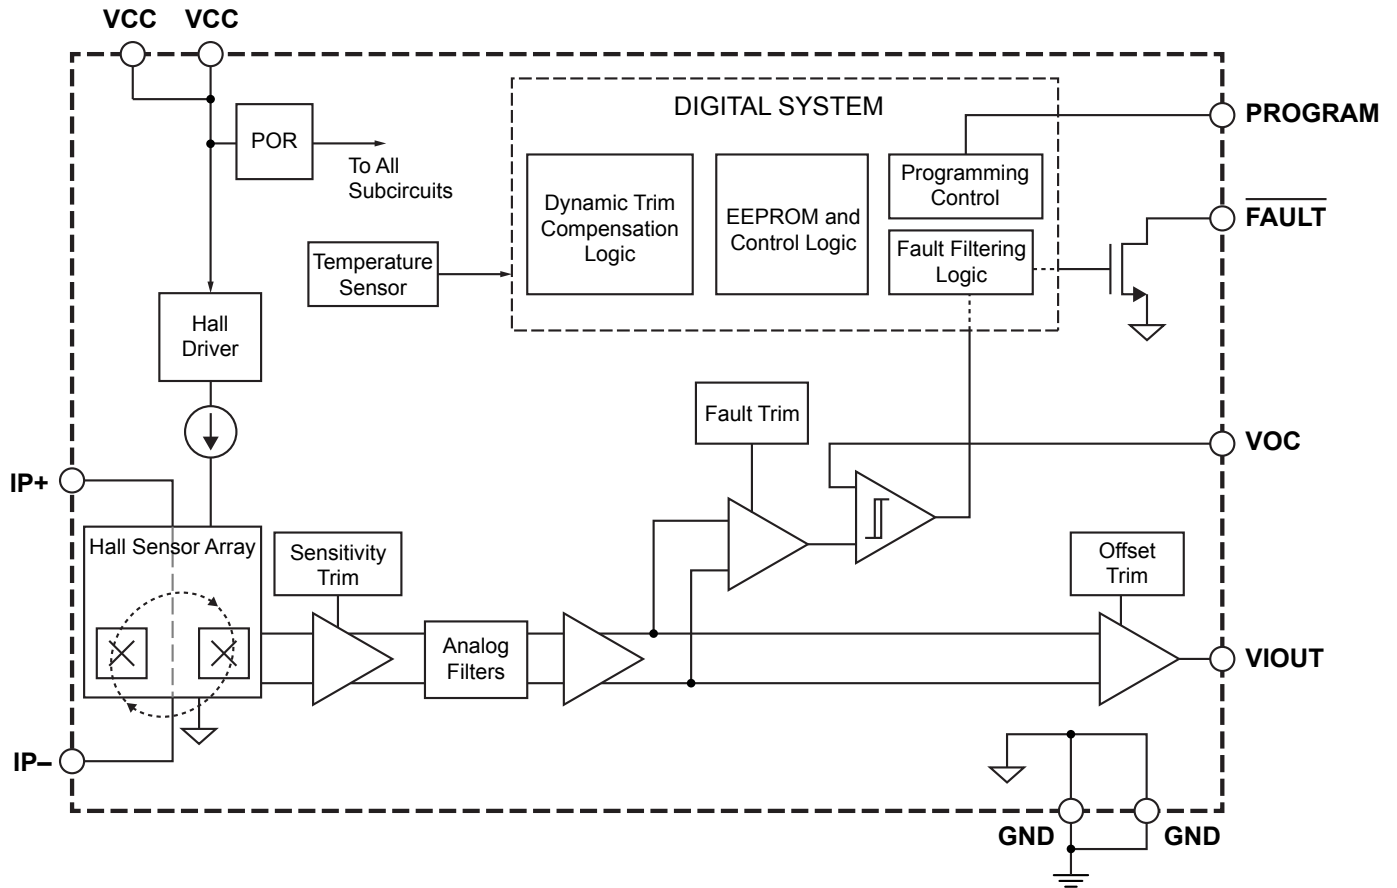 VCC VCC
DIGITAL SYSTEM
PROGRAM
POR
To All
Subcircuits
Dynamic Trim
Compensation
Logic
EEPROM and
Control Logic
Programming
Control
FAULT
Fault Filtering
Logic
Temperature
Sensor
Hall
Driver
Fault Trim
VOC
IP+
Hall Sensor Array
Sensitivity
Trim
Offset
Trim
Analog
Filters
VIOUT
IP–
GND GND